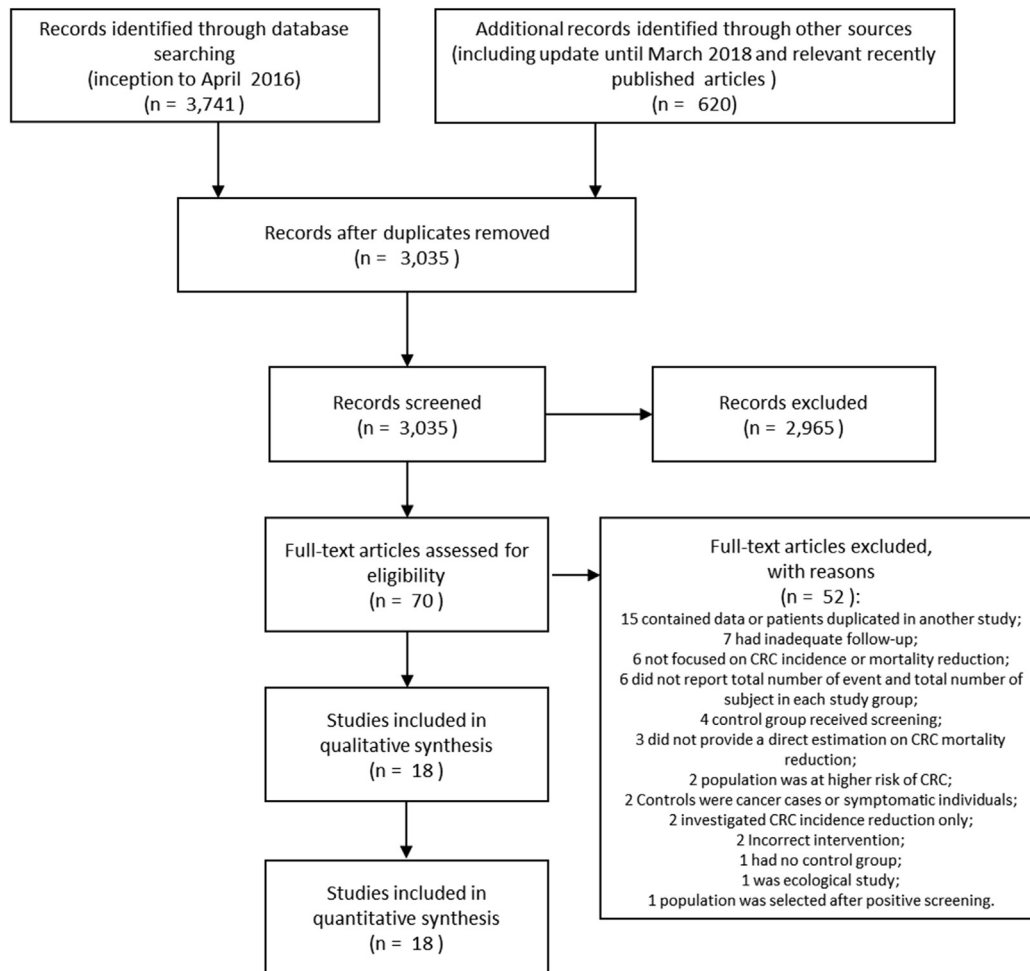 Records identified through database
searching
(inception to April 2016)
(n = 3,741 )
Additional records identified through other sources
(including update until March 2018 and relevant recently
published articles )
(n = 620)
Records after duplicates removed
(n = 3,035 )
Records screened
(n = 3,035 )
Records excluded
(n = 2,965 )
Full-text articles assessed for
eligibility
(n = 70 )
Full-text articles excluded,
with reasons
(n = 52 ):
15 contained data or patients duplicated in another study;
7 had inadequate follow-up;
6 not focused on CRC incidence or mortality reduction;
6 did not report total number of event and total number of
subject in each study group;
4 control group received screening;
3 did not provide a direct estimation on CRC mortality
reduction;
2 population was at higher risk of CRC;
2 Controls were cancer cases or symptomatic individuals;
2 investigated CRC incidence reduction only;
2 Incorrect intervention;
1 had no control group;
1 was ecological study;
1 population was selected after positive screening.
Studies included in
qualitative synthesis
(n = 18 )
Studies included in
quantitative synthesis
(n = 18 )